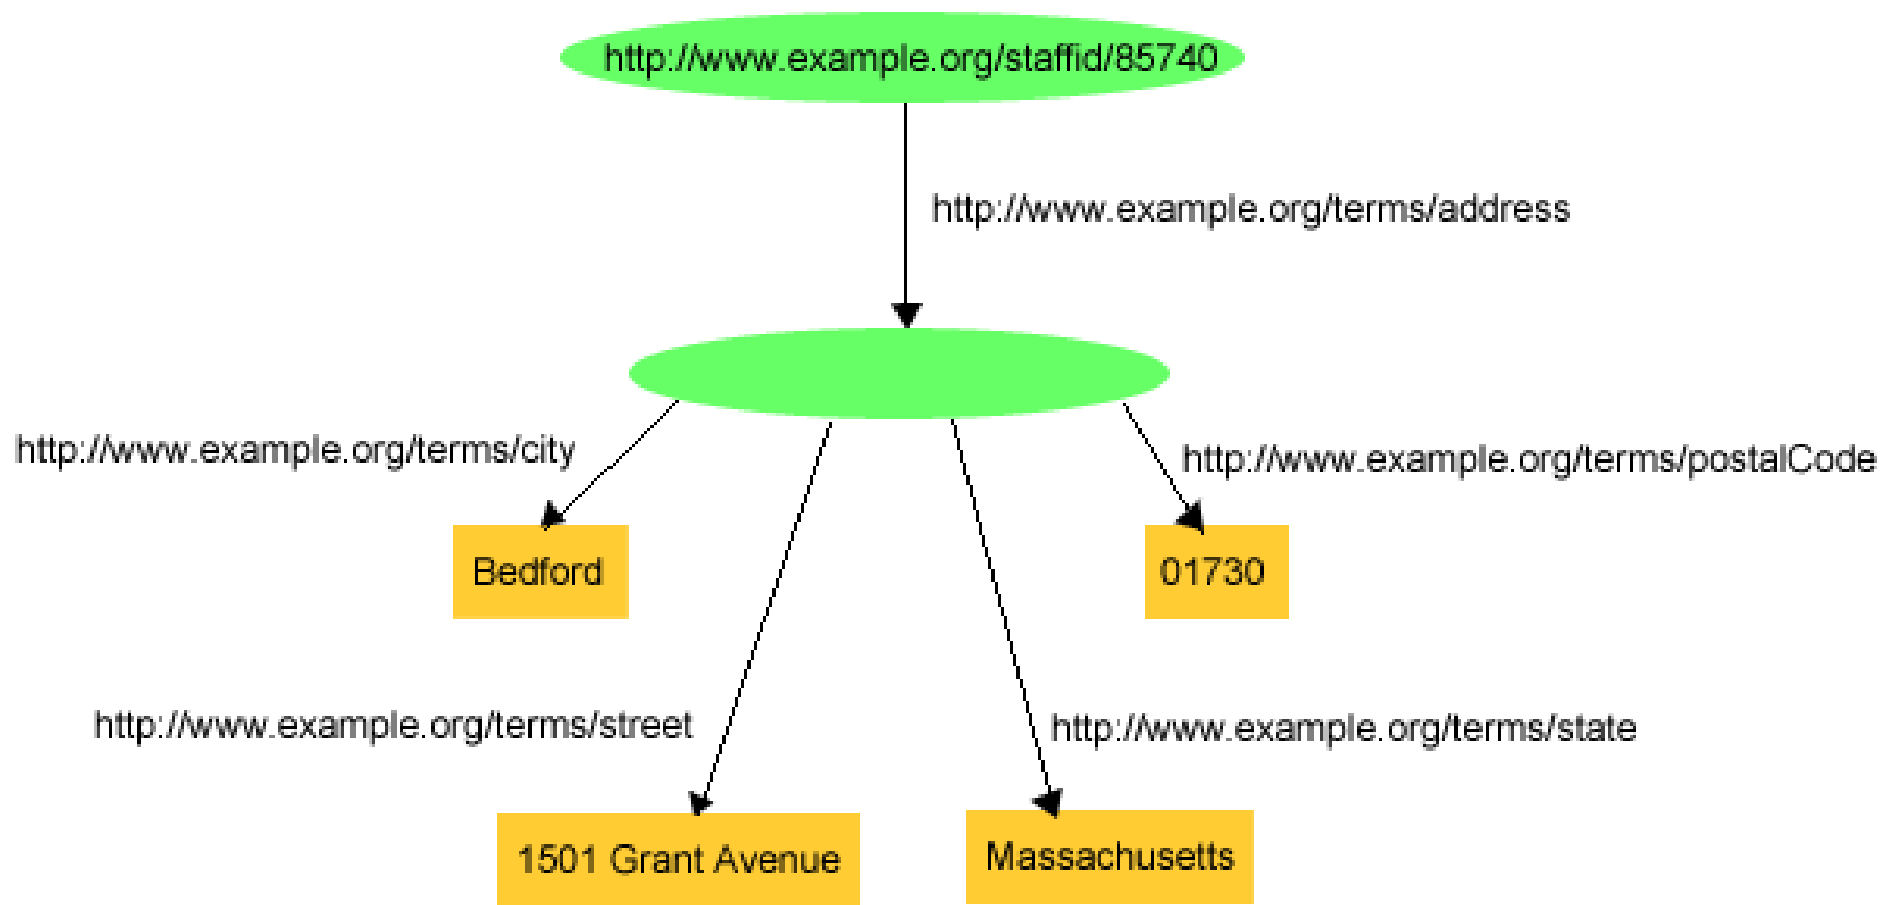 http://www.example.org/staffid/85740
http://www.example.org/terms/address
http://www.example.org/terms/city
http://www.example.org/terms/postalCode
Bedford
01730
http://www.example.org/terms/street
http://www.example.org/terms/state
1501 Grant Avenue
Massachusetts